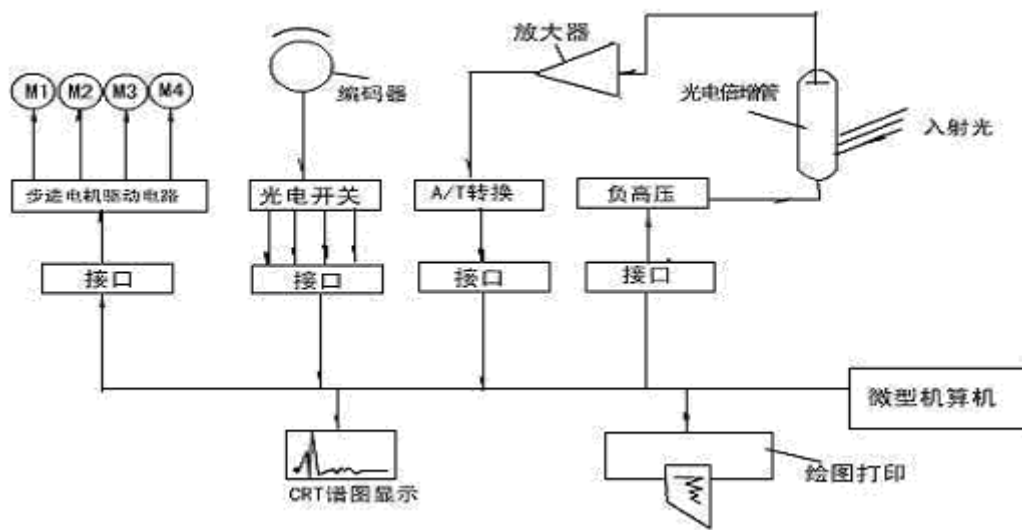 放大器
编码器
光电倍增管
入射光
M1 M2 M3 M4
步进电机驱动电路
光电开关
A/T转换
负高压
接口
接口
接口
接口
微型机算机
CRT谱图显示
绘图打印